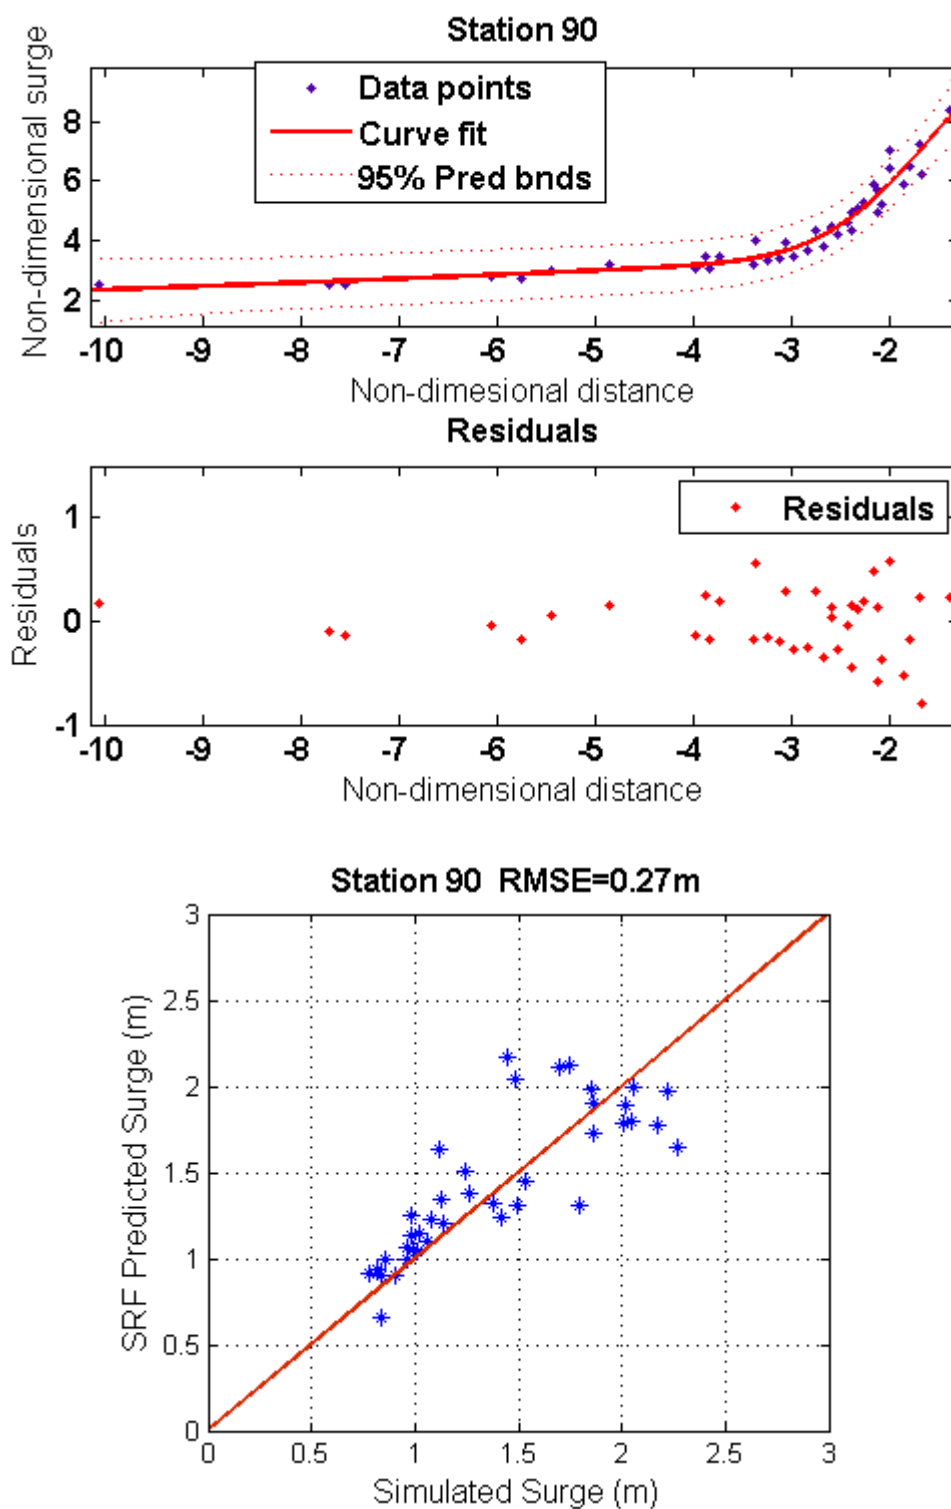 Station 90
Non-dimensional surge
8
6
4
2
Data points
Curve fit
95% Pred bnds
-10 -9 -8 -7 -6 -5 -4 -3 -2
Non-dimesional distance
Residuals
Residuals
1
0
-1
Residuals
-10 -9 -8 -7 -6 -5 -4 -3 -2
Non-dimensional distance
Station 90 RMSE=0.27m
SRF Predicted Surge (m)
3
2.5
2
1.5
1
0.5
0
0 0.5 1 1.5 2 2.5 3
Simulated Surge (m)